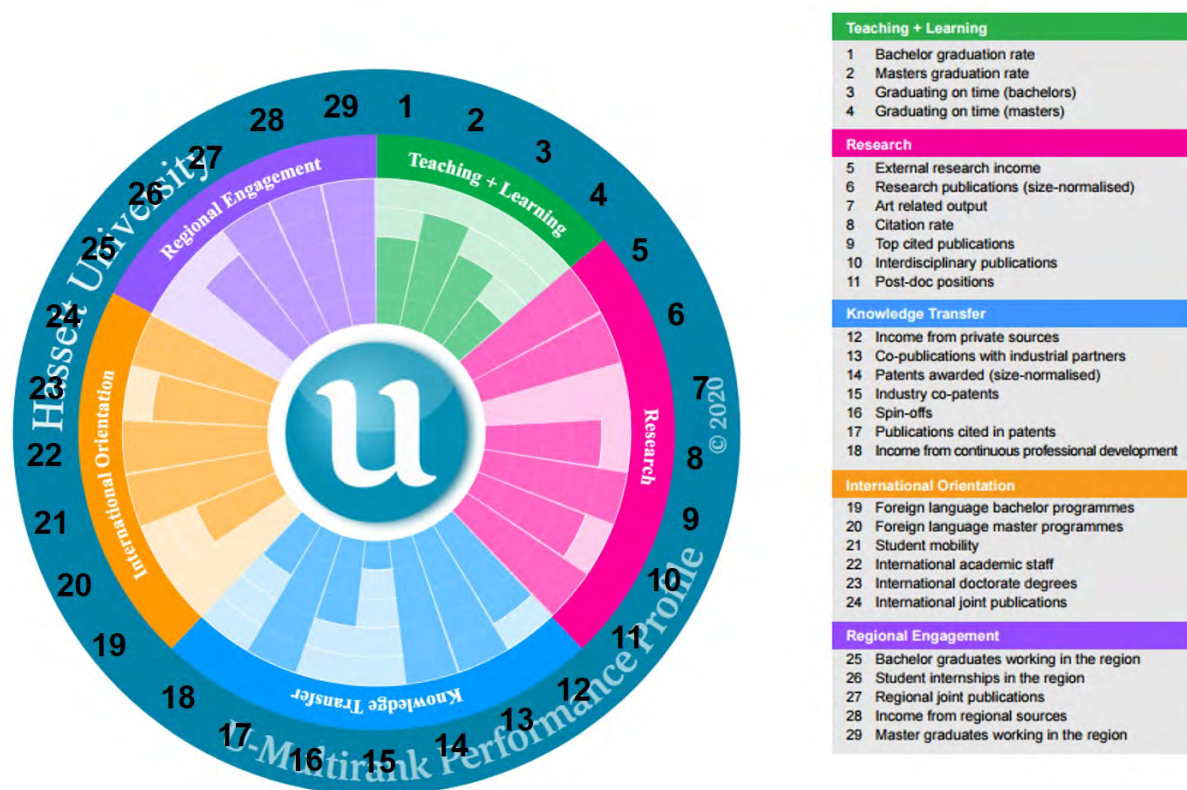 Hasselt University
© 2020
U-Multirank Performance Profile
Teaching + Learning
Research
Knowledge Transfer
International Orientation
Regional Engagement
1
2
3
4
5
6
7
8
9
10
11
12
13
14
15
16
17
18
19
20
21
22
23
24
25
26
27
28
29
u
Teaching + Learning
1 Bachelor graduation rate
2 Masters graduation rate
3 Graduating on time (bachelors)
4 Graduating on time (masters)
Research
5 External research income
6 Research publications (size-normalised)
7 Art related output
8 Citation rate
9 Top cited publications
10 Interdisciplinary publications
11 Post-doc positions
Knowledge Transfer
12 Income from private sources
13 Co-publications with industrial partners
14 Patents awarded (size-normalised)
15 Industry co-patents
16 Spin-offs
17 Publications cited in patents
18 Income from continuous professional development
International Orientation
19 Foreign language bachelor programmes
20 Foreign language master programmes
21 Student mobility
22 International academic staff
23 International doctorate degrees
24 International joint publications
Regional Engagement
25 Bachelor graduates working in the region
26 Student internships in the region
27 Regional joint publications
28 Income from regional sources
29 Master graduates working in the region